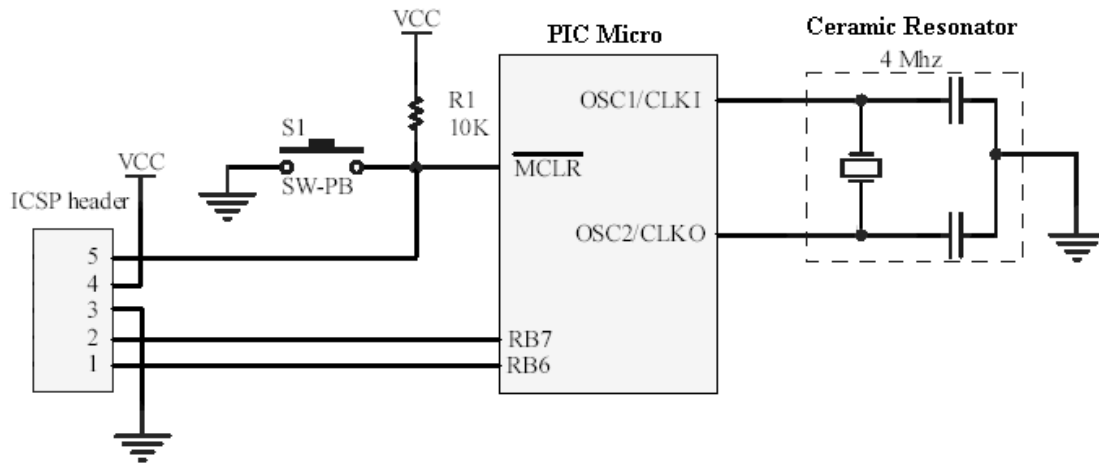 VCC
PIC Micro
Ceramic Resonator
4 Mhz
R1
10K
OSC1/CLKI
S1
SW-PB
MCLR
VCC
ICSP header
OSC2/CLKO
5
4
3
2
1
RB7
RB6